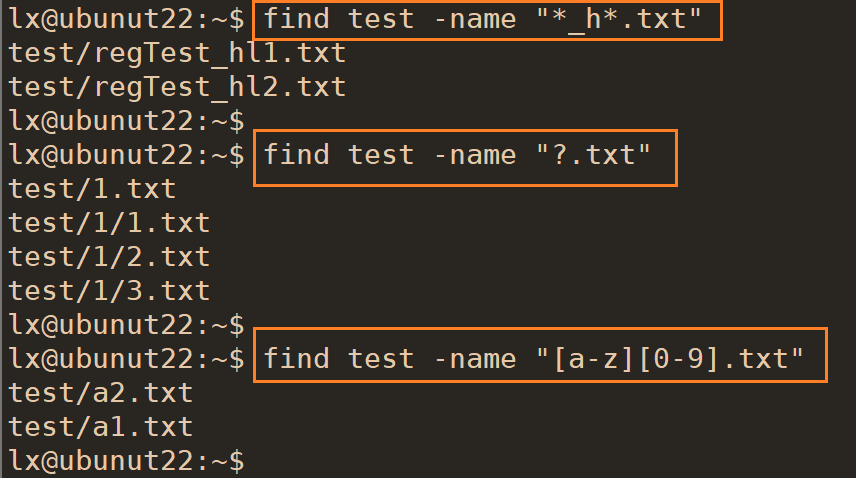 lx@ubunut22:~$ find test -name "*_h*.txt"
test/regTest_hl1.txt
test/regTest_hl2.txt
lx@ubunut22:~$
lx@ubunut22:~$ find test -name "?.txt"
test/1.txt
test/1/1.txt
test/1/2.txt
test/1/3.txt
lx@ubunut22:~$
lx@ubunut22:~$ find test -name "[a-z][0-9].txt"
test/a2.txt
test/a1.txt
lx@ubunut22:~$